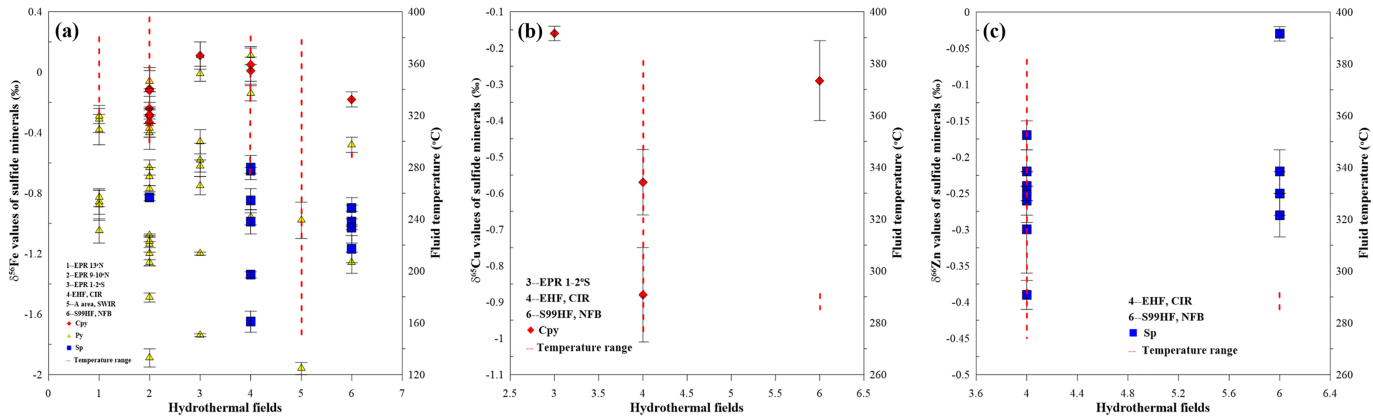 (a)
0.4
0
-0.4
-0.8
-1.2
-1.6
-2
δ⁵⁶Fe values of sulfide minerals (‰)
1--EPR 13°N
2--EPR 9-10°N
3--EPR 1-2°S
4-EHF, CIR
5--A area, SWIR
6--S99HF, NFB
Cpy
Py
Sp
Temperature range
0 1 2 3 4 5 6 7
Hydrothermal fields
400
360
320
280
240
200
160
120
Fluid temperature (°C)
(b)
-0.1
-0.2
-0.3
-0.4
-0.5
-0.6
-0.7
-0.8
-0.9
-1
-1.1
δ⁶⁵Cu values of sulfide minerals (‰)
3--EPR 1-2°S
4--EHF, CIR
6--S99HF, NFB
Cpy
Temperature range
2.5 3 3.5 4 4.5 5 5.5 6 6.5
Hydrothermal fields
400
380
360
340
320
300
280
260
Fluid temperature (°C)
(c)
0
-0.05
-0.1
-0.15
-0.2
-0.25
-0.3
-0.35
-0.4
-0.45
-0.5
δ⁶⁶Zn values of sulfide minerals (‰)
4--EHF, CIR
6--S99HF, NFB
Sp
Temperature range
3.6 4 4.4 4.8 5.2 5.6 6 6.4
Hydrothermal fields
400
380
360
340
320
300
280
260
Fluid temperature (°C)